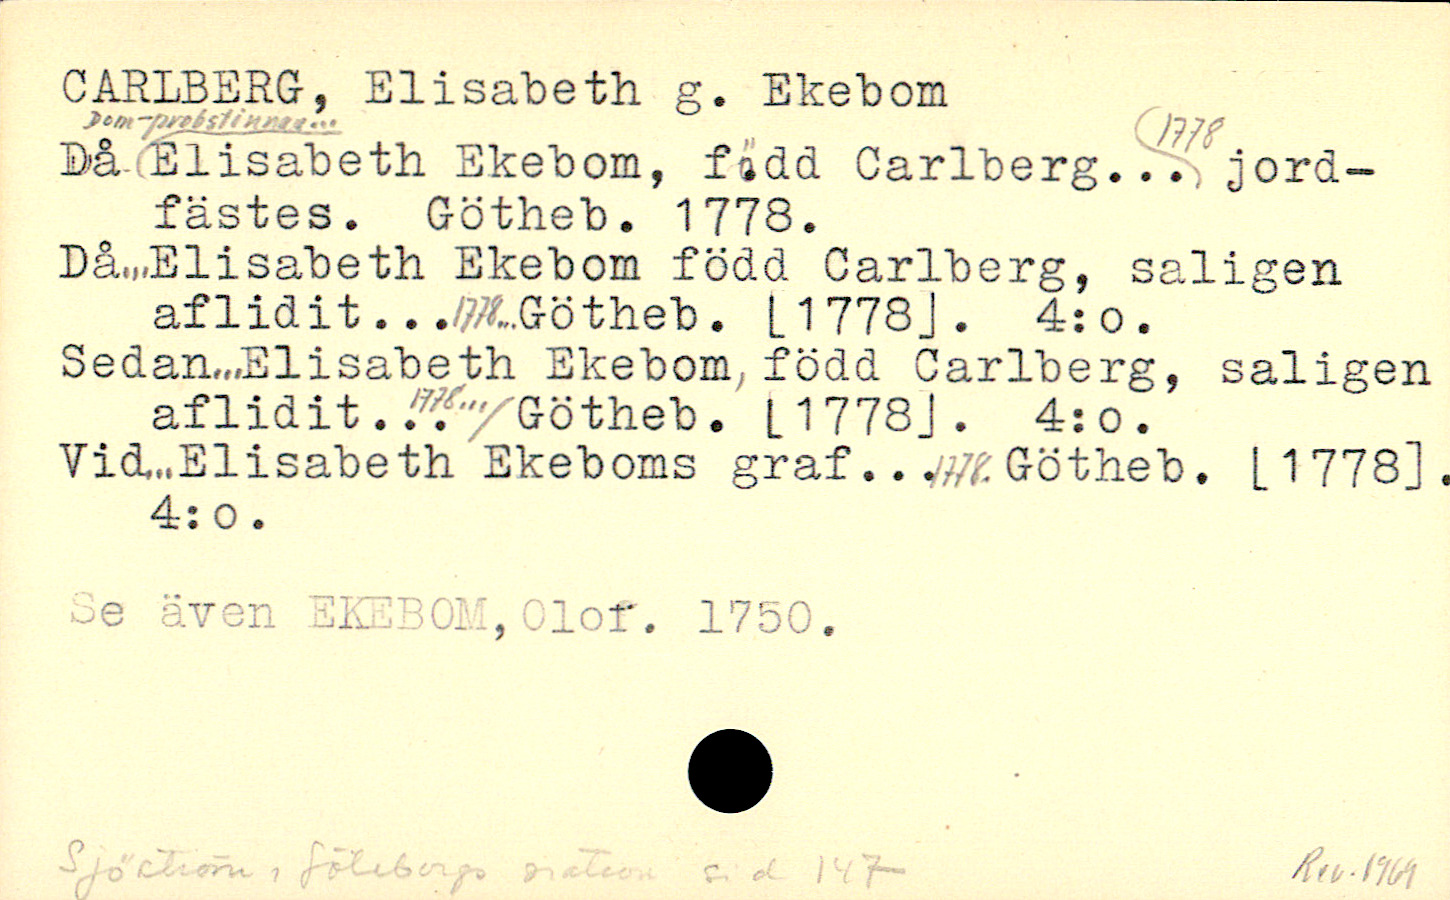 CARLBERG, Elisabeth g. Ekebom
Dom-probstinnan...
1778
Då (Elisabeth Ekebom, född Carlberg...) jord-
fästes. Götheb. 1778.
Då...Elisabeth Ekebom född Carlberg, saligen
aflidit...1778...Götheb. [1778]. 4:o.
Sedan...Elisabeth Ekebom, född Carlberg, saligen
aflidit...1778.../Götheb. [1778]. 4:o.
Vid...Elisabeth Ekeboms graf...1778. Götheb. [1778].
4:o.
Se även EKEBOM,Olof. 1750.
Sjöström, Göteborgs nation sid 147
Rev. 1969